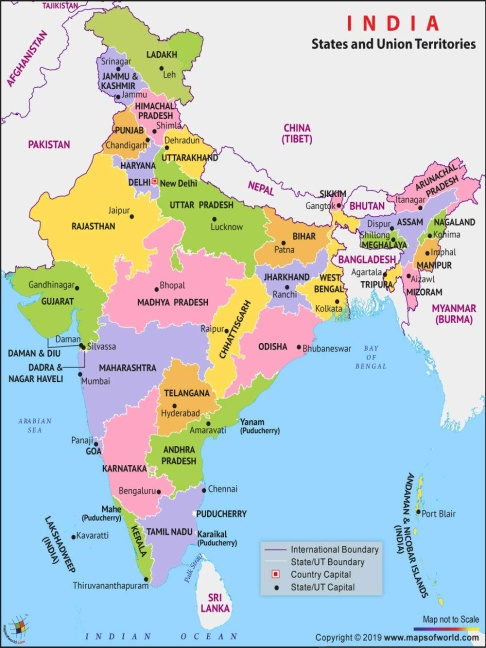 TAJIKISTAN
INDIA
States and Union Territories
AFGHANISTAN
LADAKH
Srinagar
Leh
JAMMU &
KASHMIR
Jammu
HIMACHAL
PRADESH
Shimla
PUNJAB
Chandigarh
Dehradun
UTTARAKHAND
PAKISTAN
CHINA
(TIBET)
HARYANA
DELHI
New Delhi
NEPAL
SIKKIM
Gangtok
BHUTAN
ARUNACHAL
PRADESH
Itanagar
RAJASTHAN
Jaipur
UTTAR PRADESH
Lucknow
BIHAR
Patna
Dispur
ASSAM
NAGALAND
Shillong
Kohima
MEGHALAYA
BANGLADESH
Imphal
MANIPUR
Agartala
TRIPURA
Aizawl
MIZORAM
MYANMAR
(BURMA)
Gandhinagar
GUJARAT
Bhopal
MADHYA PRADESH
JHARKHAND
Ranchi
WEST
BENGAL
Kolkata
CHHATTISGARH
Raipur
ODISHA
Bhubaneswar
Daman
Silvassa
DAMAN & DIU
DADRA &
NAGAR HAVELI
Mumbai
MAHARASHTRA
BAY
OF
BENGAL
TELANGANA
Hyderabad
ARABIAN
SEA
Amaravati
Yanam
(Puducherry)
Panaji
GOA
KARNATAKA
ANDHRA
PRADESH
Bengaluru
Chennai
Mahe
(Puducherry)
PUDUCHERRY
TAMIL NADU
Karaikal
(Puducherry)
KERALA
LAKSHADWEEP
(INDIA)
Kavaratti
Thiruvananthapuram
Palk Strait
SRI
LANKA
ANDAMAN & NICOBAR ISLANDS
(INDIA)
Port Blair
International Boundary
State/UT Boundary
Country Capital
State/UT Capital
INDIAN OCEAN
Map not to Scale
Copyright © 2019 www.mapsofworld.com